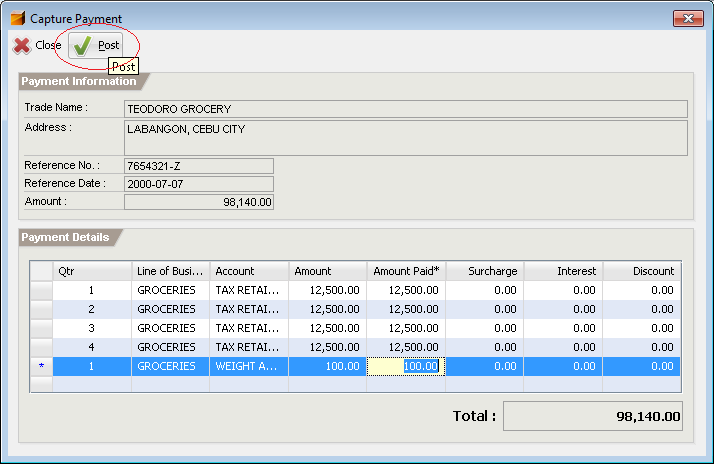 Capture Payment
Close Post
Post
Payment Information
Trade Name : TEODORO GROCERY
Address : LABANGON, CEBU CITY
Reference No. : 7654321-Z
Reference Date : 2000-07-07
Amount : 98,140.00
Payment Details
Qtr Line of Busi... Account Amount Amount Paid* Surcharge Interest Discount
1 GROCERIES TAX RETAI... 12,500.00 12,500.00 0.00 0.00 0.00
2 GROCERIES TAX RETAI... 12,500.00 12,500.00 0.00 0.00 0.00
3 GROCERIES TAX RETAI... 12,500.00 12,500.00 0.00 0.00 0.00
4 GROCERIES TAX RETAI... 12,500.00 12,500.00 0.00 0.00 0.00
* 1 GROCERIES WEIGHT A... 100.00 100.00 0.00 0.00 0.00
Total : 98,140.00